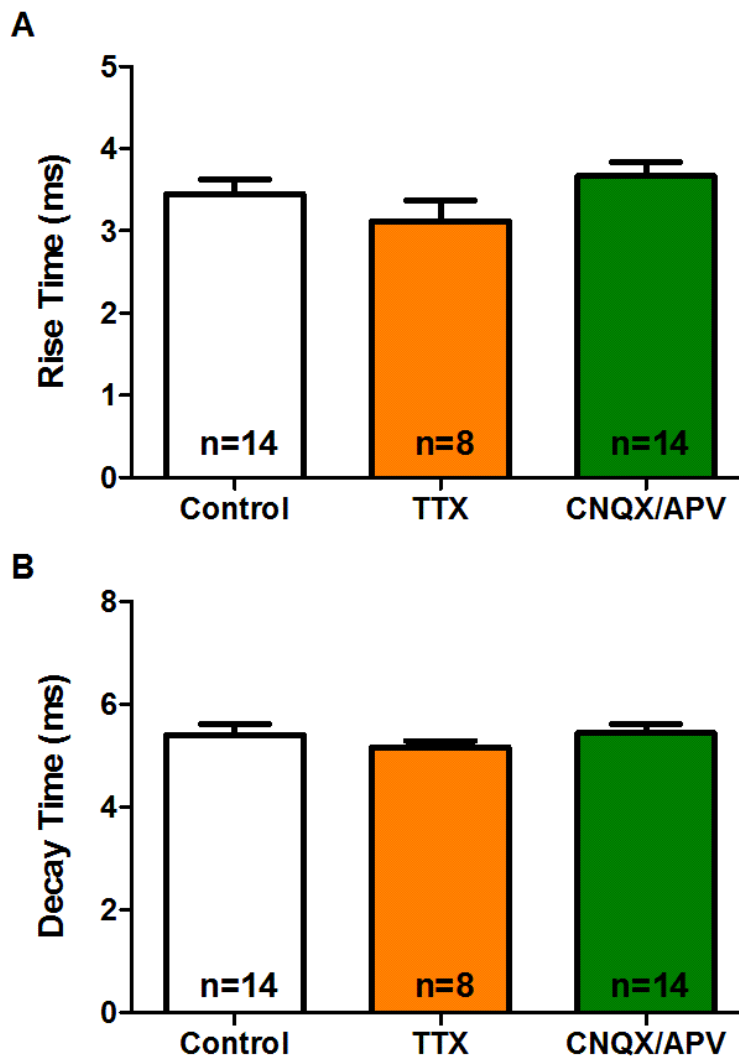 A
5
4
3
2
1
0
Rise Time (ms)
n=14
n=8
n=14
Control
TTX
CNQX/APV
B
8
6
4
2
0
Decay Time (ms)
n=14
n=8
n=14
Control
TTX
CNQX/APV